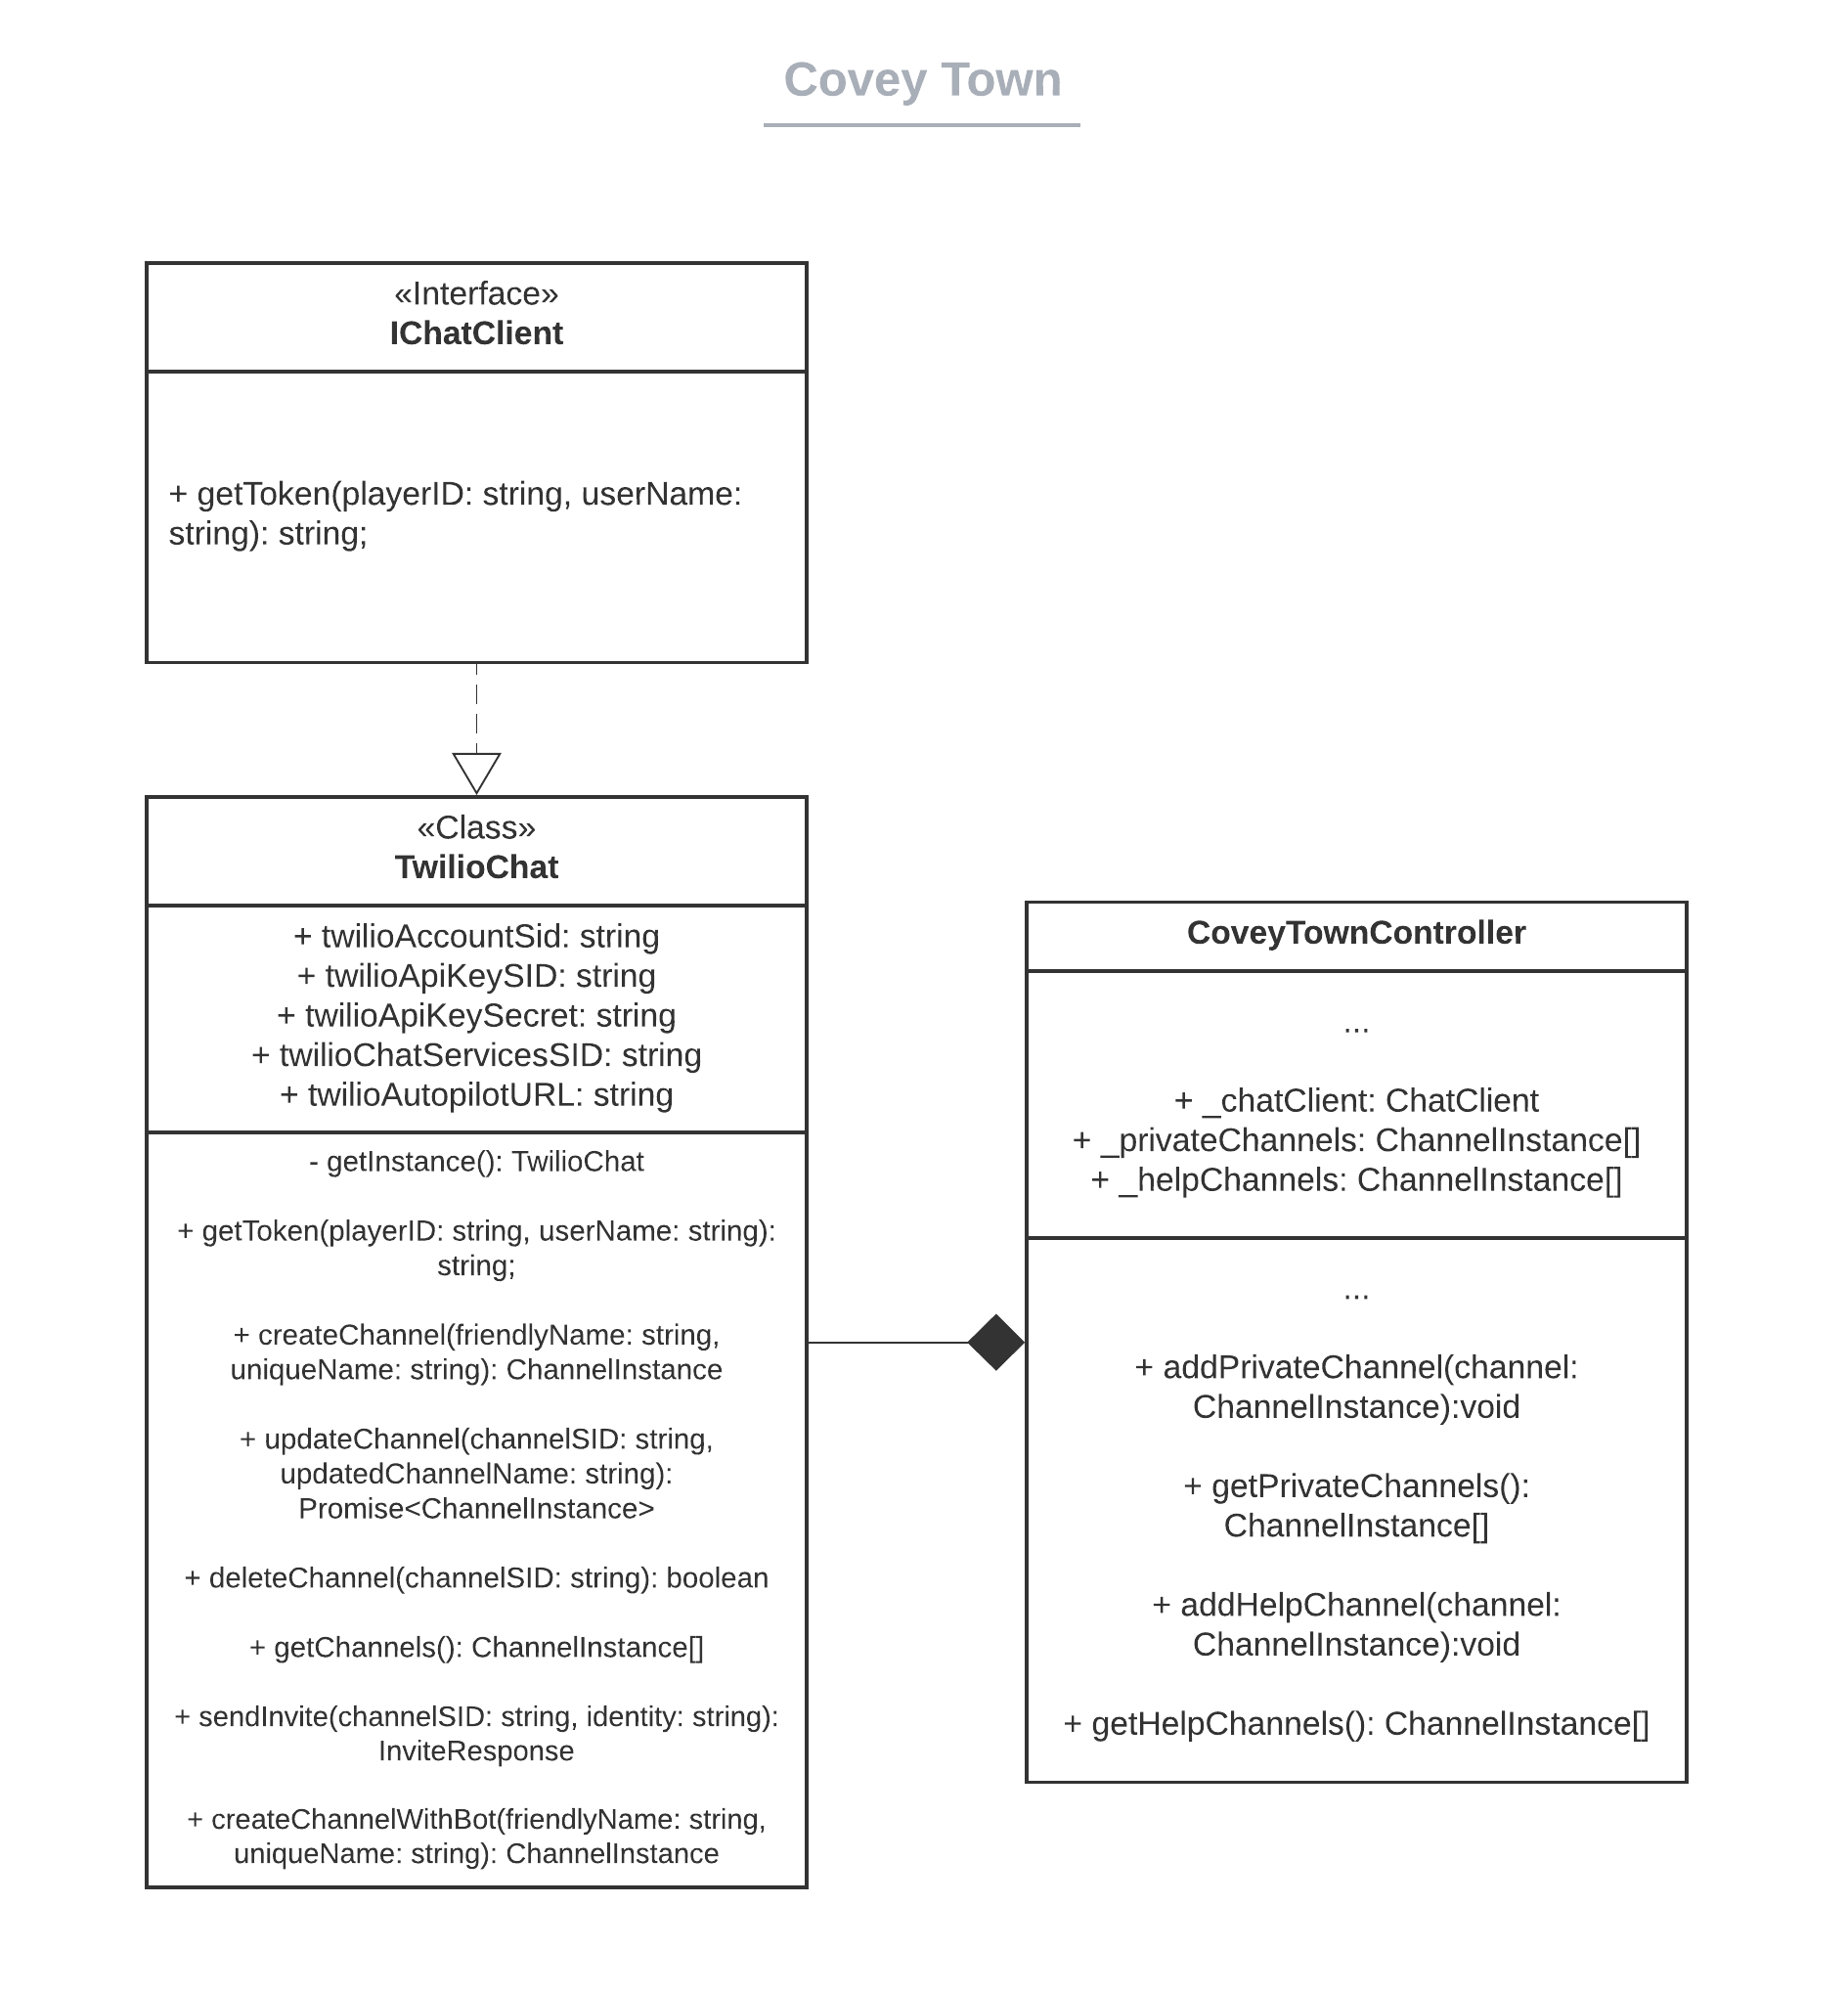 Covey Town
«Interface»
IChatClient
+ getToken(playerID: string, userName:
string): string;
«Class»
TwilioChat
+ twilioAccountSid: string
+ twilioApiKeySID: string
+ twilioApiKeySecret: string
+ twilioChatServicesSID: string
+ twilioAutopilotURL: string
- getInstance(): TwilioChat
+ getToken(playerID: string, userName: string):
string;
+ createChannel(friendlyName: string,
uniqueName: string): ChannelInstance
+ updateChannel(channelSID: string,
updatedChannelName: string):
Promise<ChannelInstance>
+ deleteChannel(channelSID: string): boolean
+ getChannels(): ChannelInstance[]
+ sendInvite(channelSID: string, identity: string):
InviteResponse
+ createChannelWithBot(friendlyName: string,
uniqueName: string): ChannelInstance
CoveyTownController
...
+ _chatClient: ChatClient
+ _privateChannels: ChannelInstance[]
+ _helpChannels: ChannelInstance[]
...
+ addPrivateChannel(channel:
ChannelInstance):void
+ getPrivateChannels():
ChannelInstance[]
+ addHelpChannel(channel:
ChannelInstance):void
+ getHelpChannels(): ChannelInstance[]